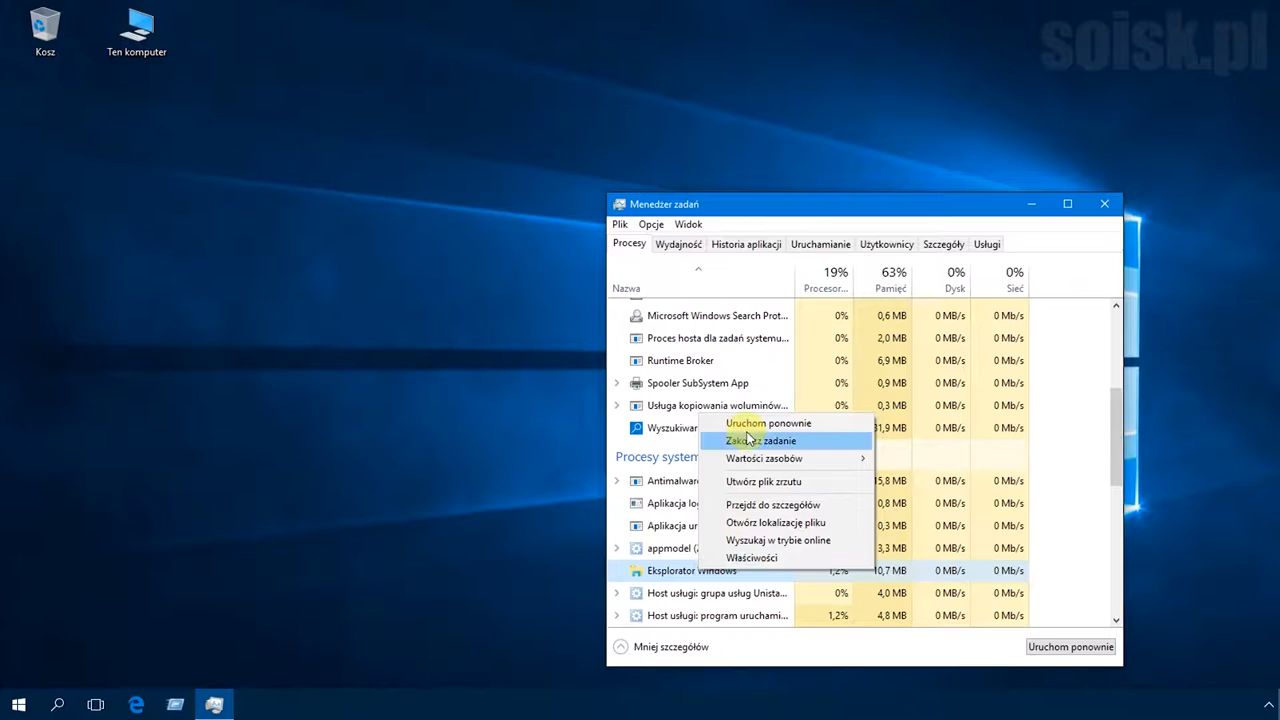 Kosz
Ten komputer
soisk.pl
Menedżer zadań
Plik Opcje Widok
Procesy Wydajność Historia aplikacji Uruchamianie Użytkownicy Szczegóły Usługi
19% 63% 0% 0%
Nazwa Procesor... Pamięć Dysk Sieć
Microsoft Windows Search Prot... 0% 0,6 MB 0 MB/s 0 Mb/s
Proces hosta dla zadań systemu... 0% 2,0 MB 0 MB/s 0 Mb/s
Runtime Broker 0% 6,9 MB 0 MB/s 0 Mb/s
Spooler SubSystem App 0% 0,9 MB 0 MB/s 0 Mb/s
Usługa kopiowania woluminów... 0% 0,3 MB 0 MB/s 0 Mb/s
0 MB/s 0 Mb/s
Uruchom ponownie
Zakończ zadanie
Wartości zasobów
Utwórz plik zrzutu
Przejdź do szczegółów
Otwórz lokalizację pliku
Wyszukaj w trybie online
Właściwości
0 MB/s 0 Mb/s
Aplikacja 0 MB/s 0 Mb/s
Aplikacja 0,3 MB 0 MB/s 0 Mb/s
appmodel 3,3 MB 0 MB/s 0 Mb/s
Eksplorator Windows 1,2% 10,7 MB 0 MB/s 0 Mb/s
Host usługi: grupa usług Unista... 0% 4,0 MB 0 MB/s 0 Mb/s
Host usługi: program uruchami... 1,2% 4,8 MB 0 MB/s 0 Mb/s
Mniej szczegółów
Uruchom ponownie